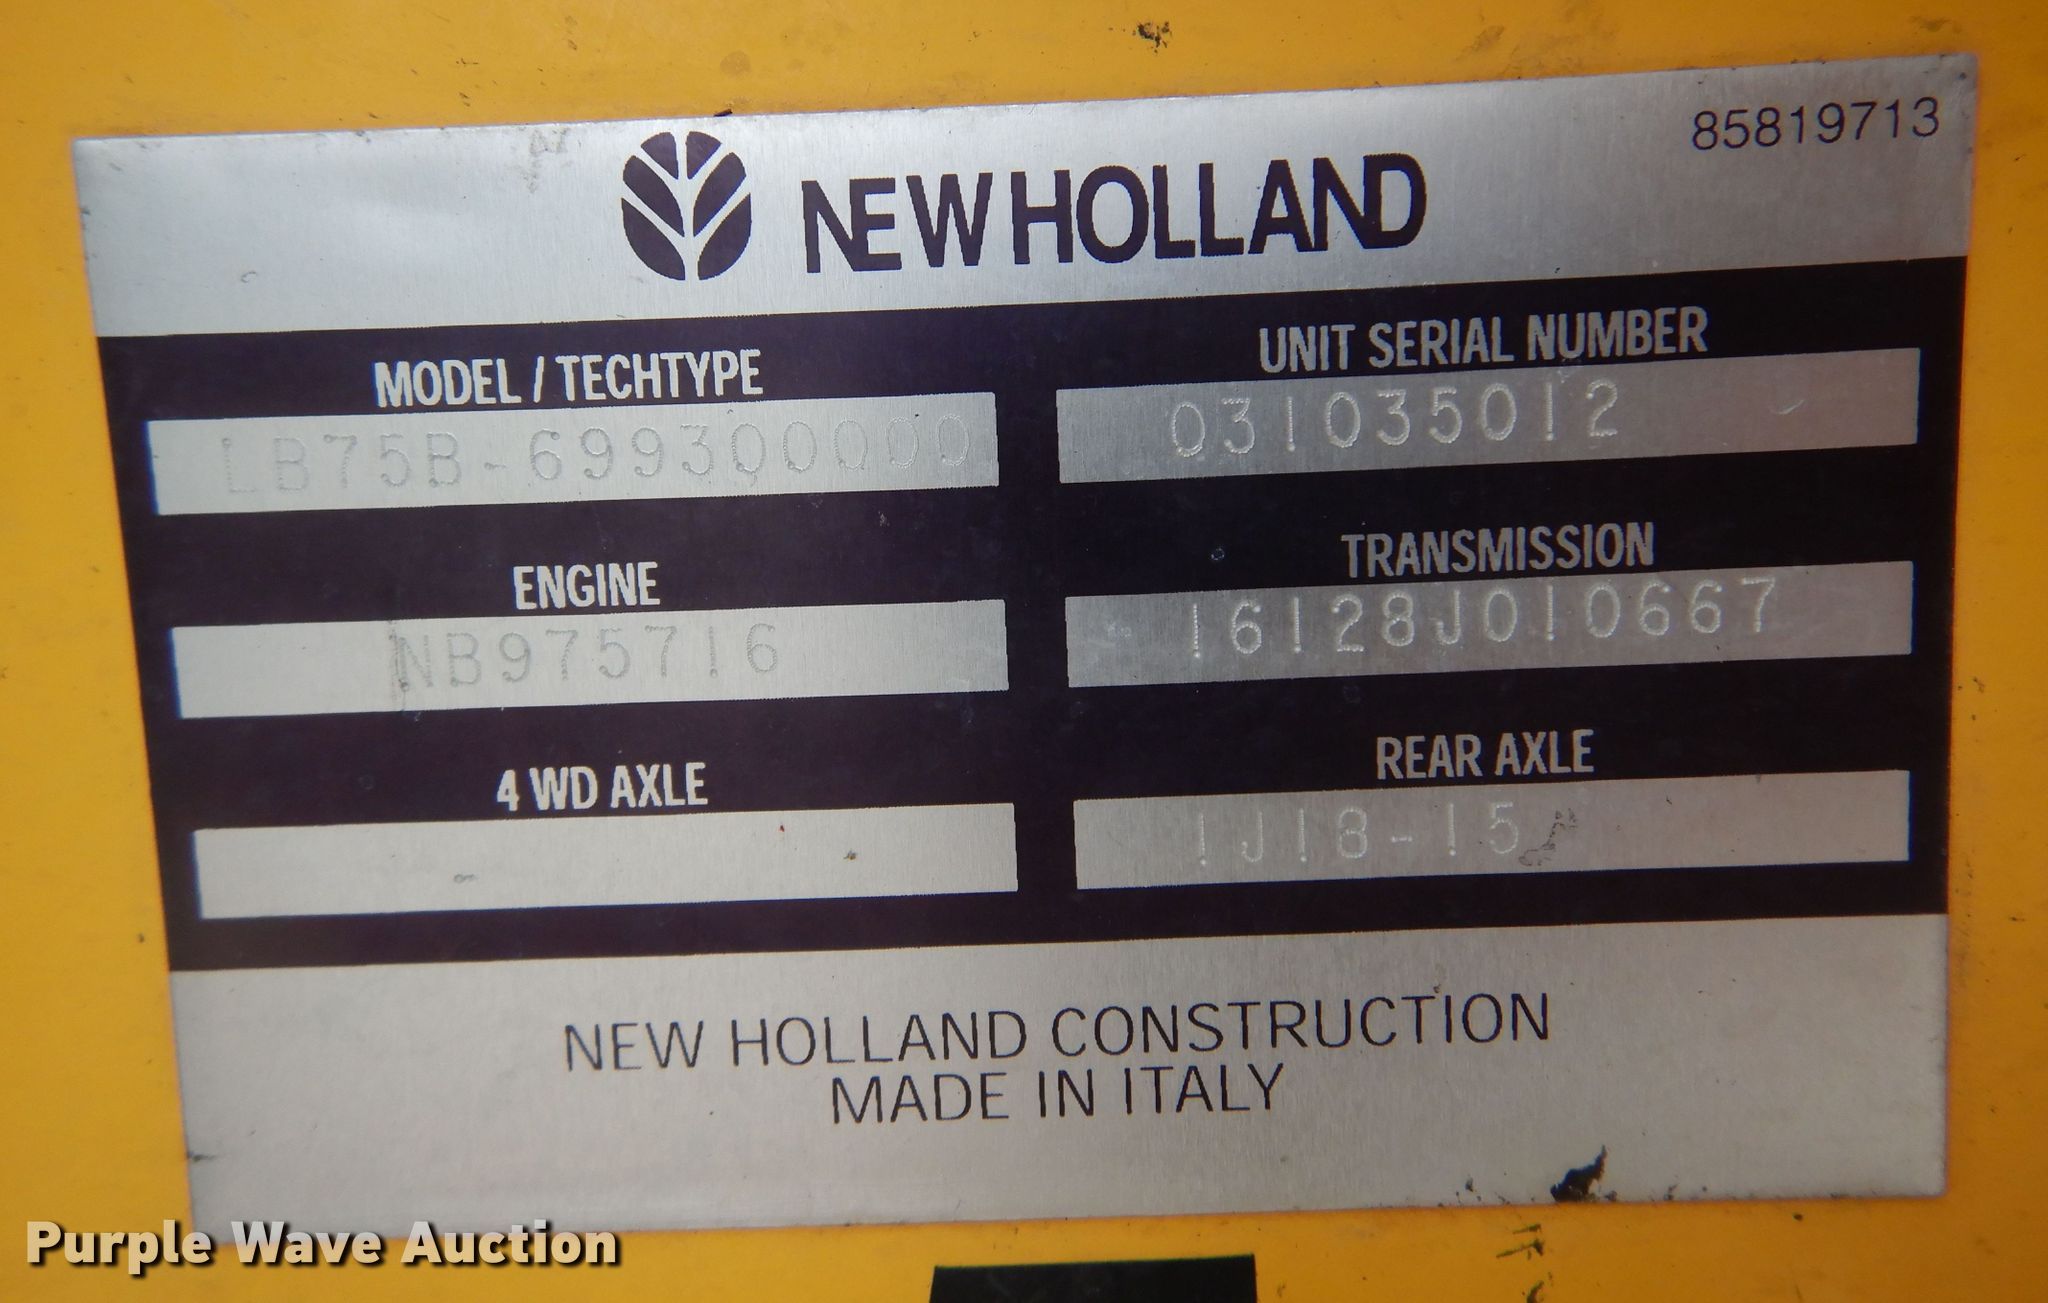 85819713
NEW HOLLAND
MODEL / TECHTYPE
UNIT SERIAL NUMBER
LB75B-699300000
031035012
ENGINE
TRANSMISSION
NB975716
16128J010667
4 WD AXLE
REAR AXLE
1J18-15
NEW HOLLAND CONSTRUCTION
MADE IN ITALY
Purple Wave Auction